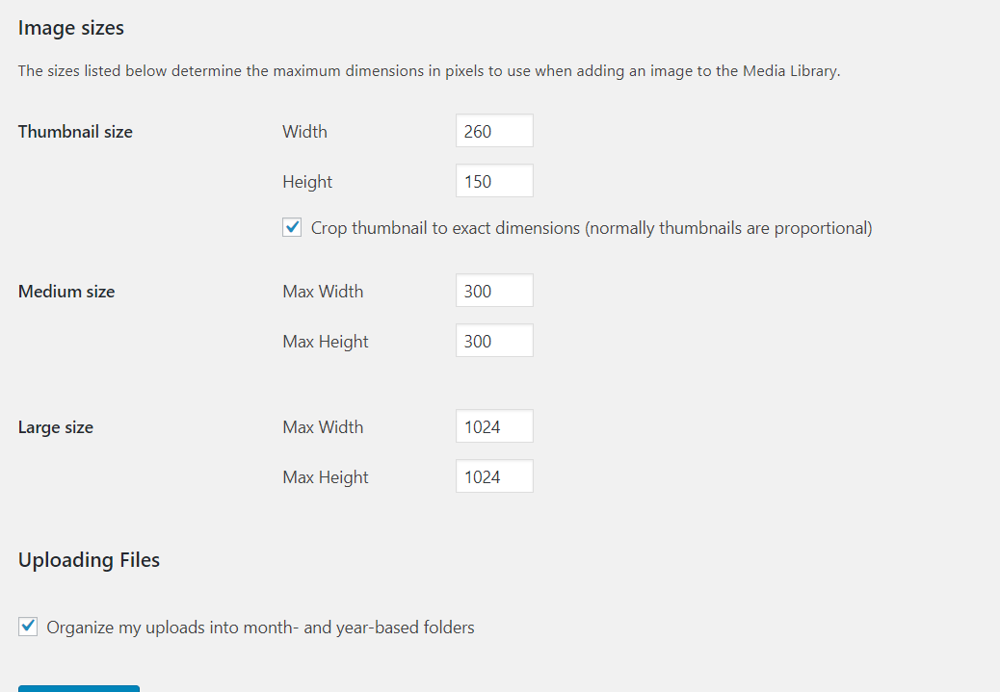 Image sizes
The sizes listed below determine the maximum dimensions in pixels to use when adding an image to the Media Library.
Thumbnail size Width 260
Height 150
Crop thumbnail to exact dimensions (normally thumbnails are proportional)
Medium size Max Width 300
Max Height 300
Large size Max Width 1024
Max Height 1024
Uploading Files
Organize my uploads into month- and year-based folders